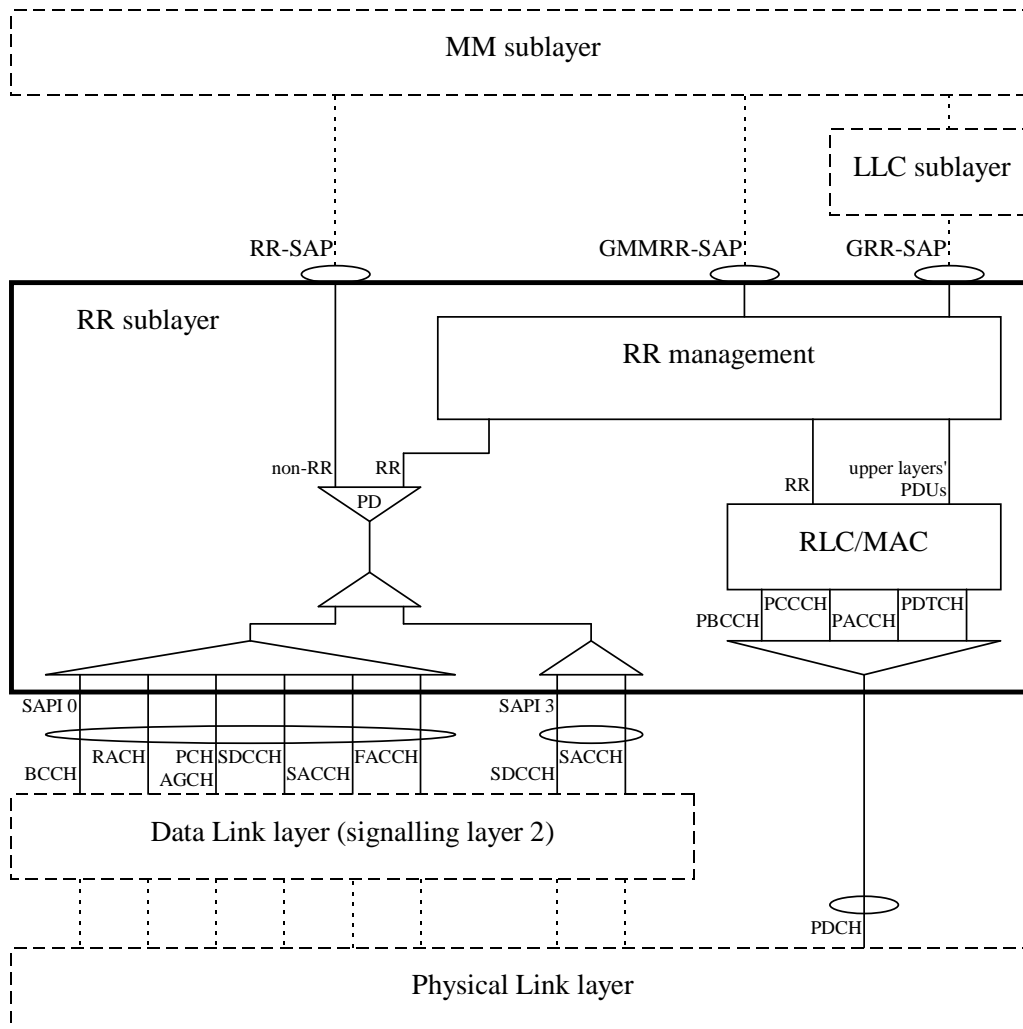 MM sublayer
LLC sublayer
RR-SAP
GMMRR-SAP
GRR-SAP
RR sublayer
RR management
non-RR
RR
PD
RR
upper layers'
PDUs
RLC/MAC
PBCCH
PCCCH
PACCH
PDTCH
SAPI 0
SAPI 3
BCCH
RACH
PCH
AGCH
SDCCH
SACCH
FACCH
SDCCH
SACCH
Data Link layer (signalling layer 2)
PDCH
Physical Link layer